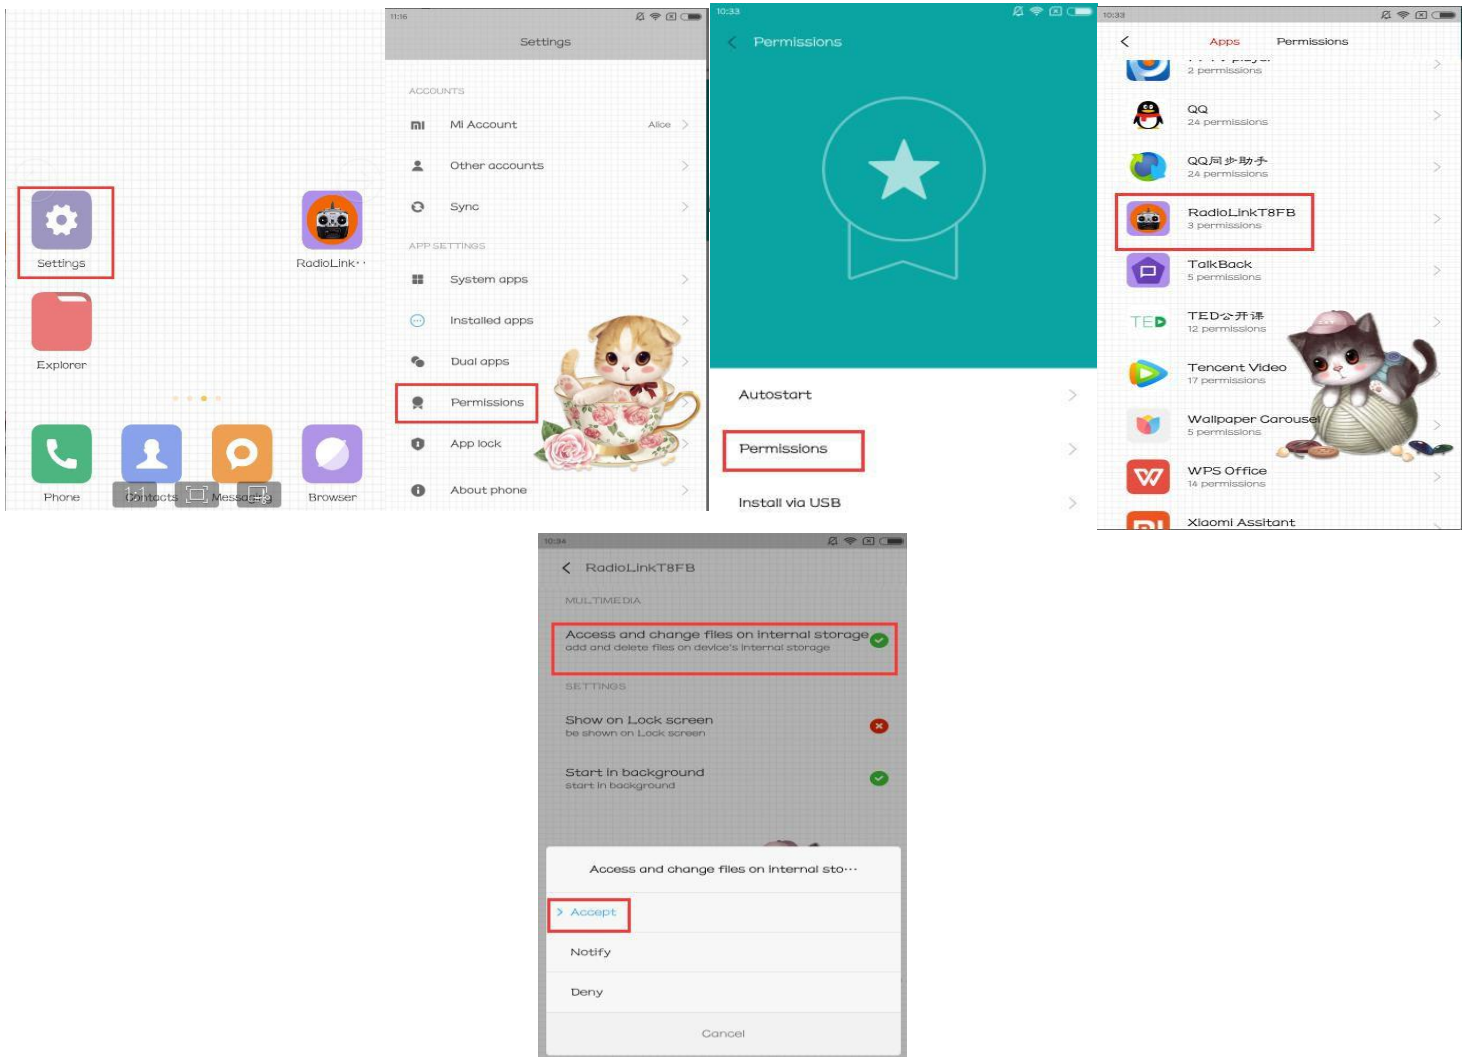 Settings
RadioLink··
Explorer
Phone
Contacts
Messaging
Browser
1:1
11:16
Settings
ACCOUNTS
Mi Account
Alice
Other accounts
Sync
APP SETTINGS
System apps
Installed apps
Dual apps
Permissions
App lock
About phone
10:33
Permissions
Autostart
Permissions
Install via USB
10:33
Apps
Permissions
2 permissions
QQ
24 permissions
QQ同步助手
24 permissions
RadioLinkT8FB
3 permissions
TalkBack
5 permissions
TED
TED公开课
12 permissions
Tencent Video
17 permissions
Wallpaper Carousel
5 permissions
WPS Office
14 permissions
Xiaomi Assitant
10:34
RadioLinkT8FB
MULTIMEDIA
Access and change files on internal storage
add and delete files on device's internal storage
SETTINGS
Show on Lock screen
be shown on Lock screen
Start in background
start in background
Access and change files on internal sto···
Accept
Notify
Deny
Cancel